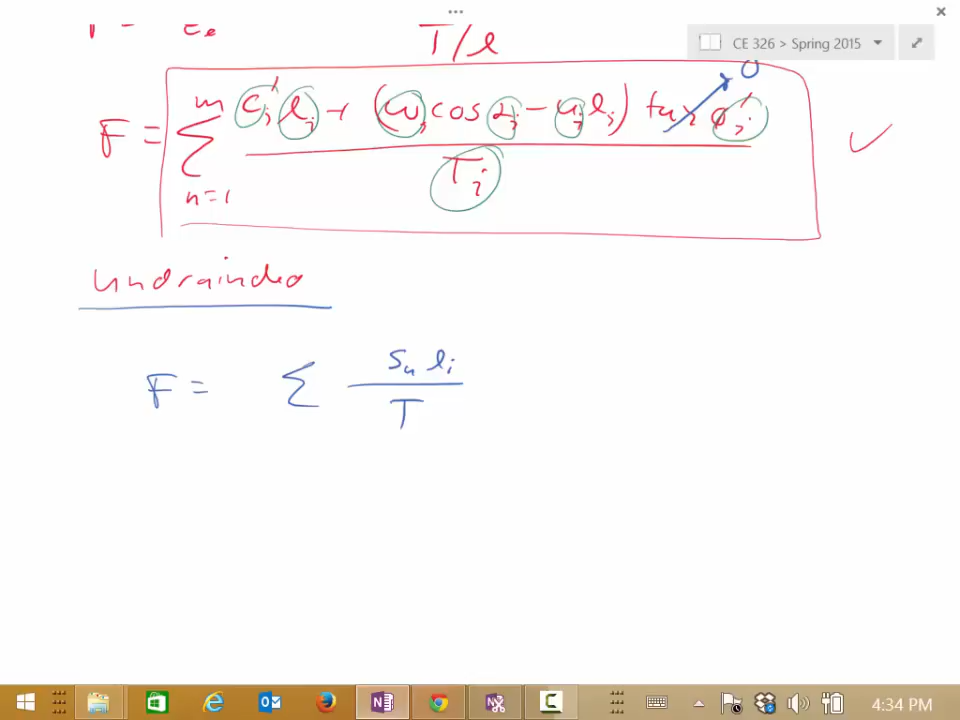 T/l
CE 326 > Spring 2015
F = Σ m n=1 c'i li + (wi cos αi - ui li) tan φ'i 0
Ti
undrainded
F = Σ Su li
T
4:34 PM